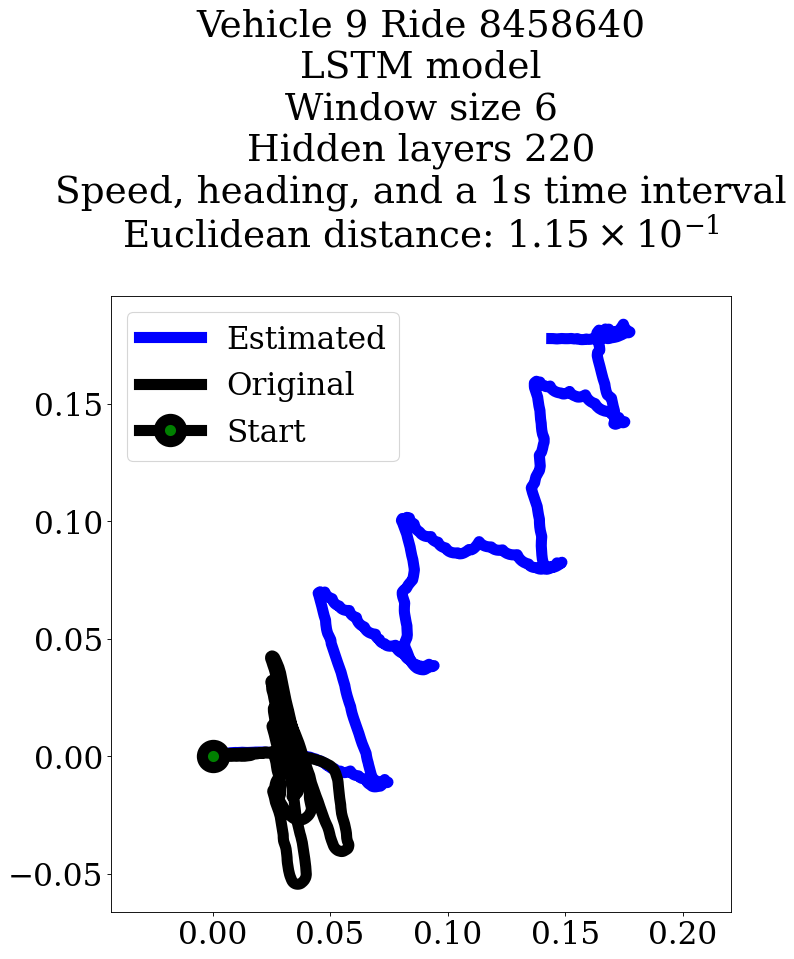 Vehicle 9 Ride 8458640
LSTM model
Window size 6
Hidden layers 220
Speed, heading, and a 1s time interval
Euclidean distance: 1.15 × 10⁻¹
Estimated
Original
Start
0.15
0.10
0.05
0.00
−0.05
0.00 0.05 0.10 0.15 0.20